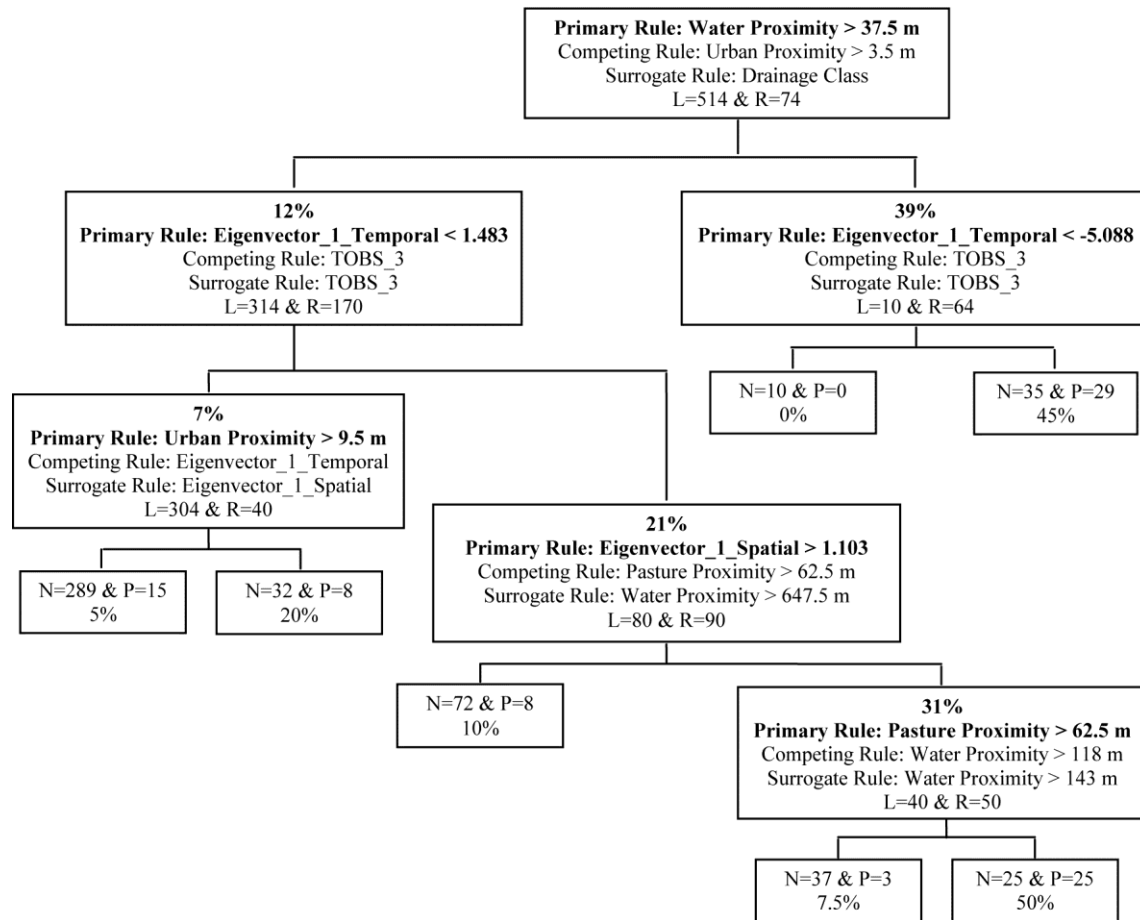 Primary Rule: Water Proximity > 37.5 m
Competing Rule: Urban Proximity > 3.5 m
Surrogate Rule: Drainage Class
L=514 & R=74
12%
Primary Rule: Eigenvector_1_Temporal < 1.483
Competing Rule: TOBS_3
Surrogate Rule: TOBS_3
L=314 & R=170
39%
Primary Rule: Eigenvector_1_Temporal < -5.088
Competing Rule: TOBS_3
Surrogate Rule: TOBS_3
L=10 & R=64
7%
Primary Rule: Urban Proximity > 9.5 m
Competing Rule: Eigenvector_1_Temporal
Surrogate Rule: Eigenvector_1_Spatial
L=304 & R=40
N=10 & P=0
0%
N=35 & P=29
45%
21%
Primary Rule: Eigenvector_1_Spatial > 1.103
Competing Rule: Pasture Proximity > 62.5 m
Surrogate Rule: Water Proximity > 647.5 m
L=80 & R=90
N=289 & P=15
5%
N=32 & P=8
20%
N=72 & P=8
10%
31%
Primary Rule: Pasture Proximity > 62.5 m
Competing Rule: Water Proximity > 118 m
Surrogate Rule: Water Proximity > 143 m
L=40 & R=50
N=37 & P=3
7.5%
N=25 & P=25
50%